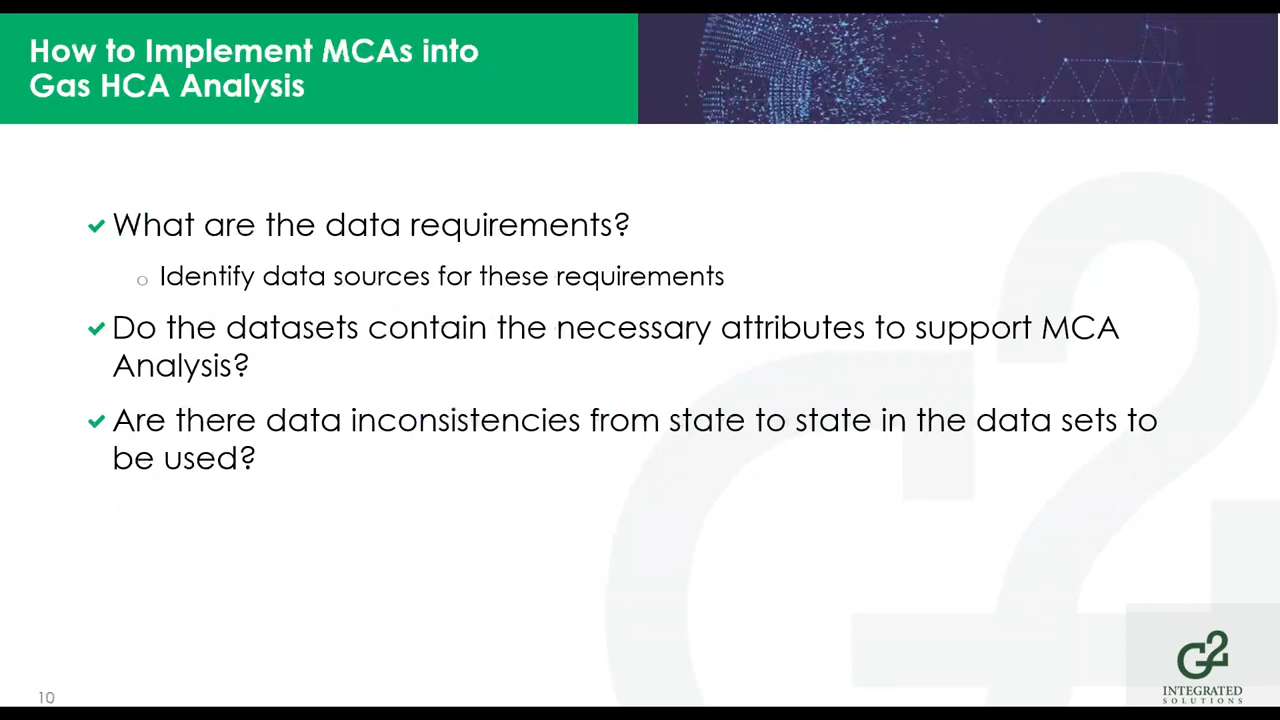 How to Implement MCAs into
Gas HCA Analysis
What are the data requirements?
Identify data sources for these requirements
Do the datasets contain the necessary attributes to support MCA
Analysis?
Are there data inconsistencies from state to state in the data sets to
be used?
10
G2
INTEGRATED
SOLUTIONS